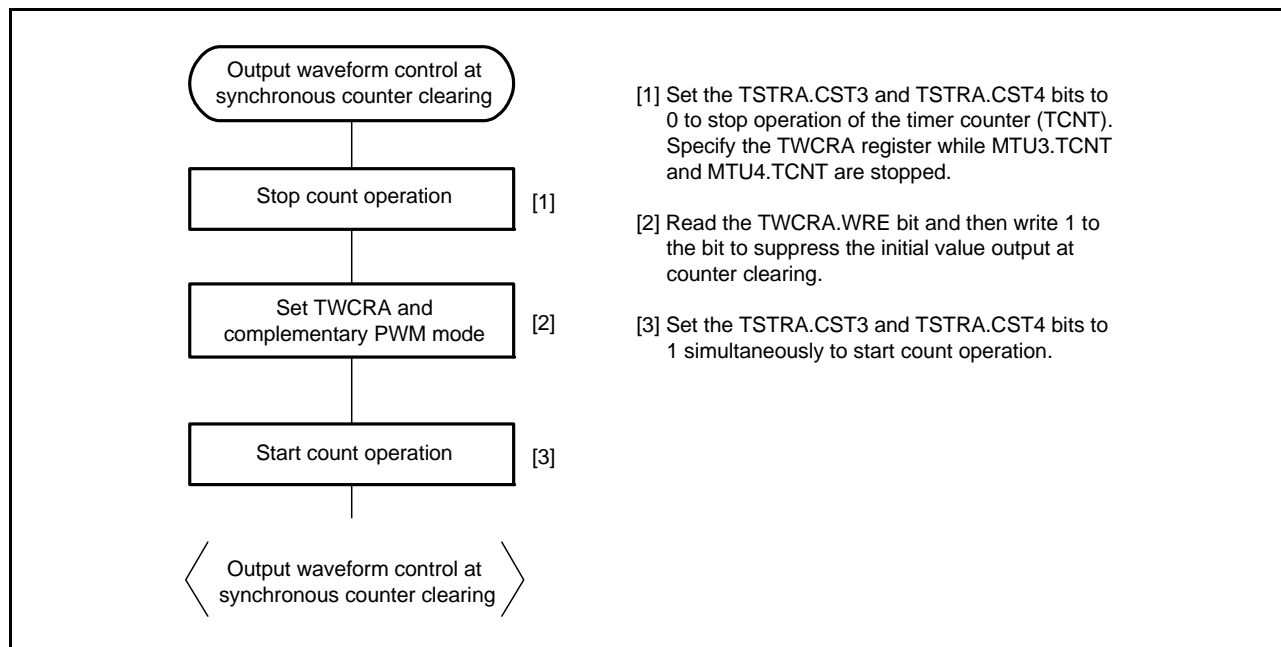 Output waveform control at
synchronous counter clearing
Stop count operation
[1]
Set TWCRA and
complementary PWM mode
[2]
Start count operation
[3]
Output waveform control at
synchronous counter clearing
[1] Set the TSTRA.CST3 and TSTRA.CST4 bits to
0 to stop operation of the timer counter (TCNT).
Specify the TWCRA register while MTU3.TCNT
and MTU4.TCNT are stopped.
[2] Read the TWCRA.WRE bit and then write 1 to
the bit to suppress the initial value output at
counter clearing.
[3] Set the TSTRA.CST3 and TSTRA.CST4 bits to
1 simultaneously to start count operation.